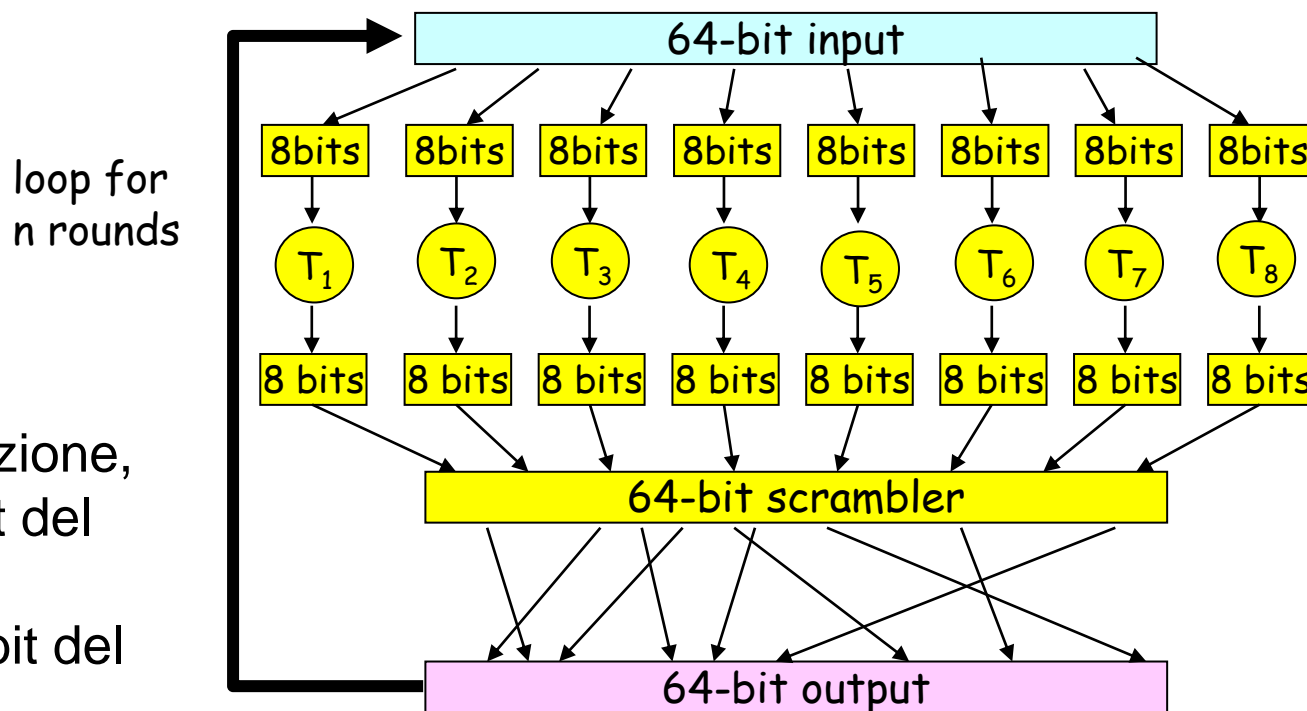 64-bit input
8bits 8bits 8bits 8bits 8bits 8bits 8bits 8bits
loop for
n rounds
T1 T2 T3 T4 T5 T6 T7 T8
8 bits 8 bits 8 bits 8 bits 8 bits 8 bits 8 bits 8 bits
zione,
64-bit scrambler
t del
bit del
64-bit output